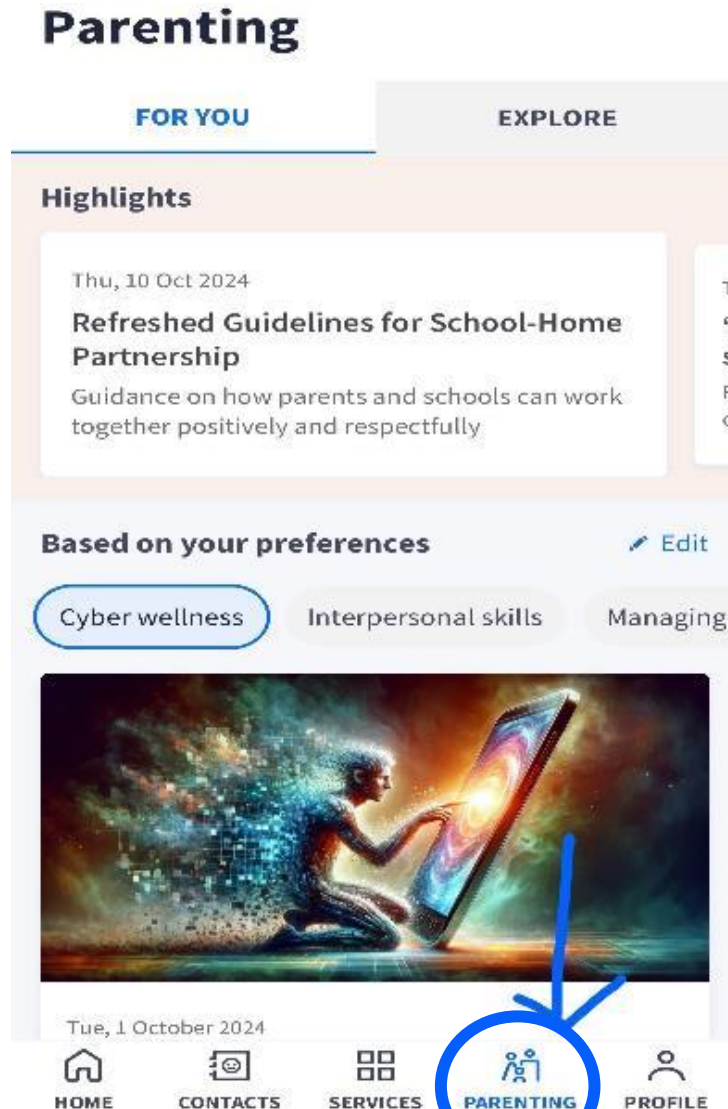 Parenting
FOR YOU
EXPLORE
Highlights
Thu, 10 Oct 2024
Refreshed Guidelines for School-Home
Partnership
Guidance on how parents and schools can work
together positively and respectfully
Based on your preferences
Edit
Cyber wellness
Interpersonal skills
Managing
Tue, 1 October 2024
HOME
CONTACTS
SERVICES
PARENTING
PROFILE